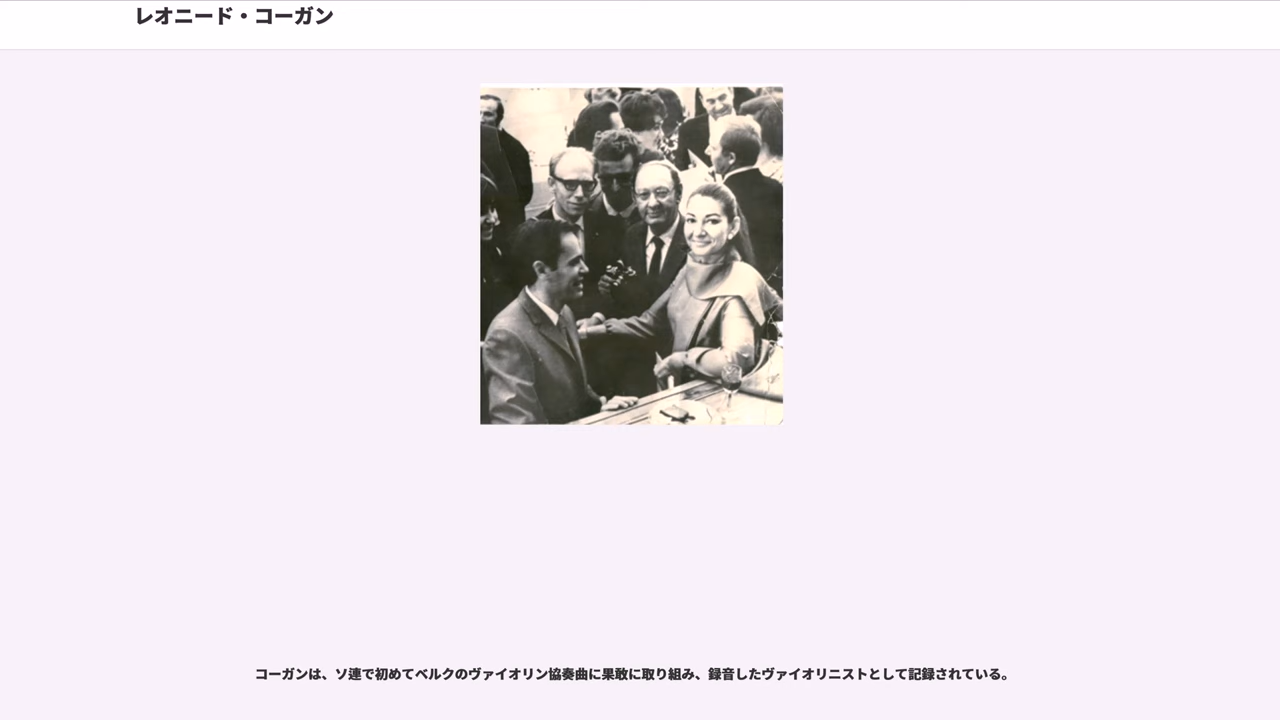 レオニード・コーガン
コーガンは、ソ連で初めてベルクのヴァイオリン協奏曲に果敢に取り組み、録音したヴァイオリニストとして記録されている。